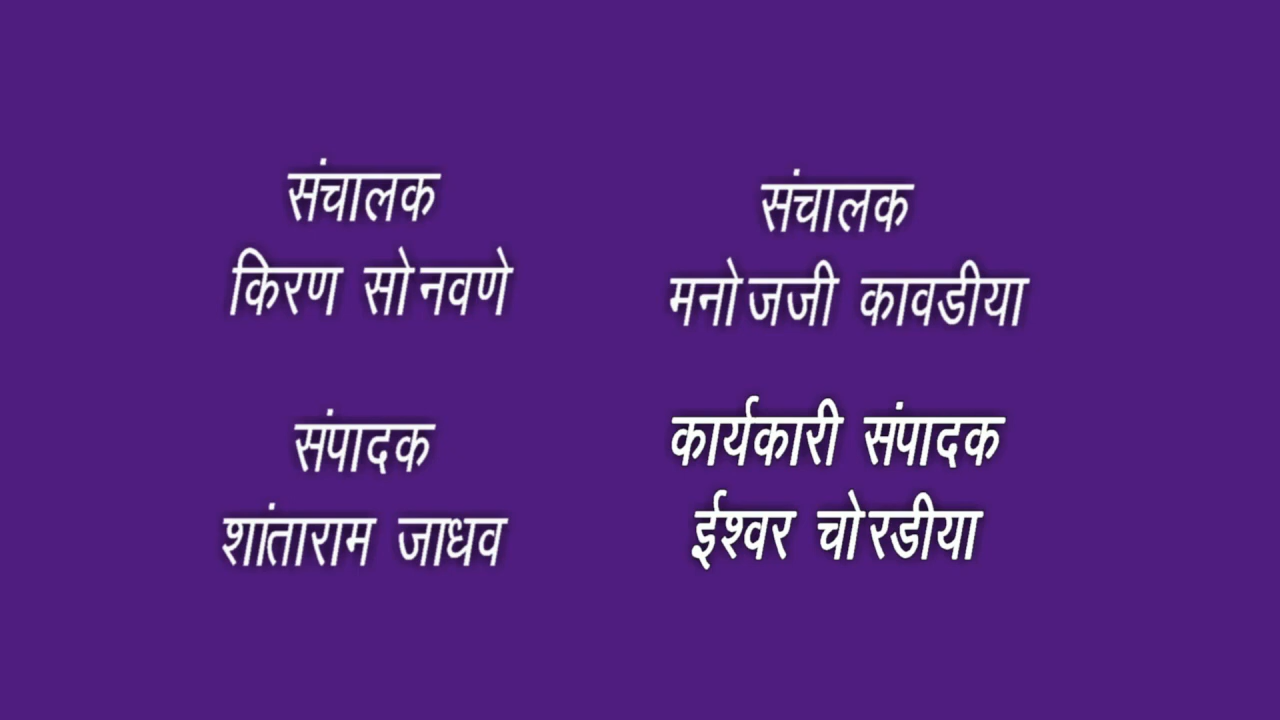 संचालक
किरण सोनवणे
संचालक
मनोजजी कावडीया
संपादक
शांताराम जाधव
कार्यकारी संपादक
ईश्वर चोरडीया